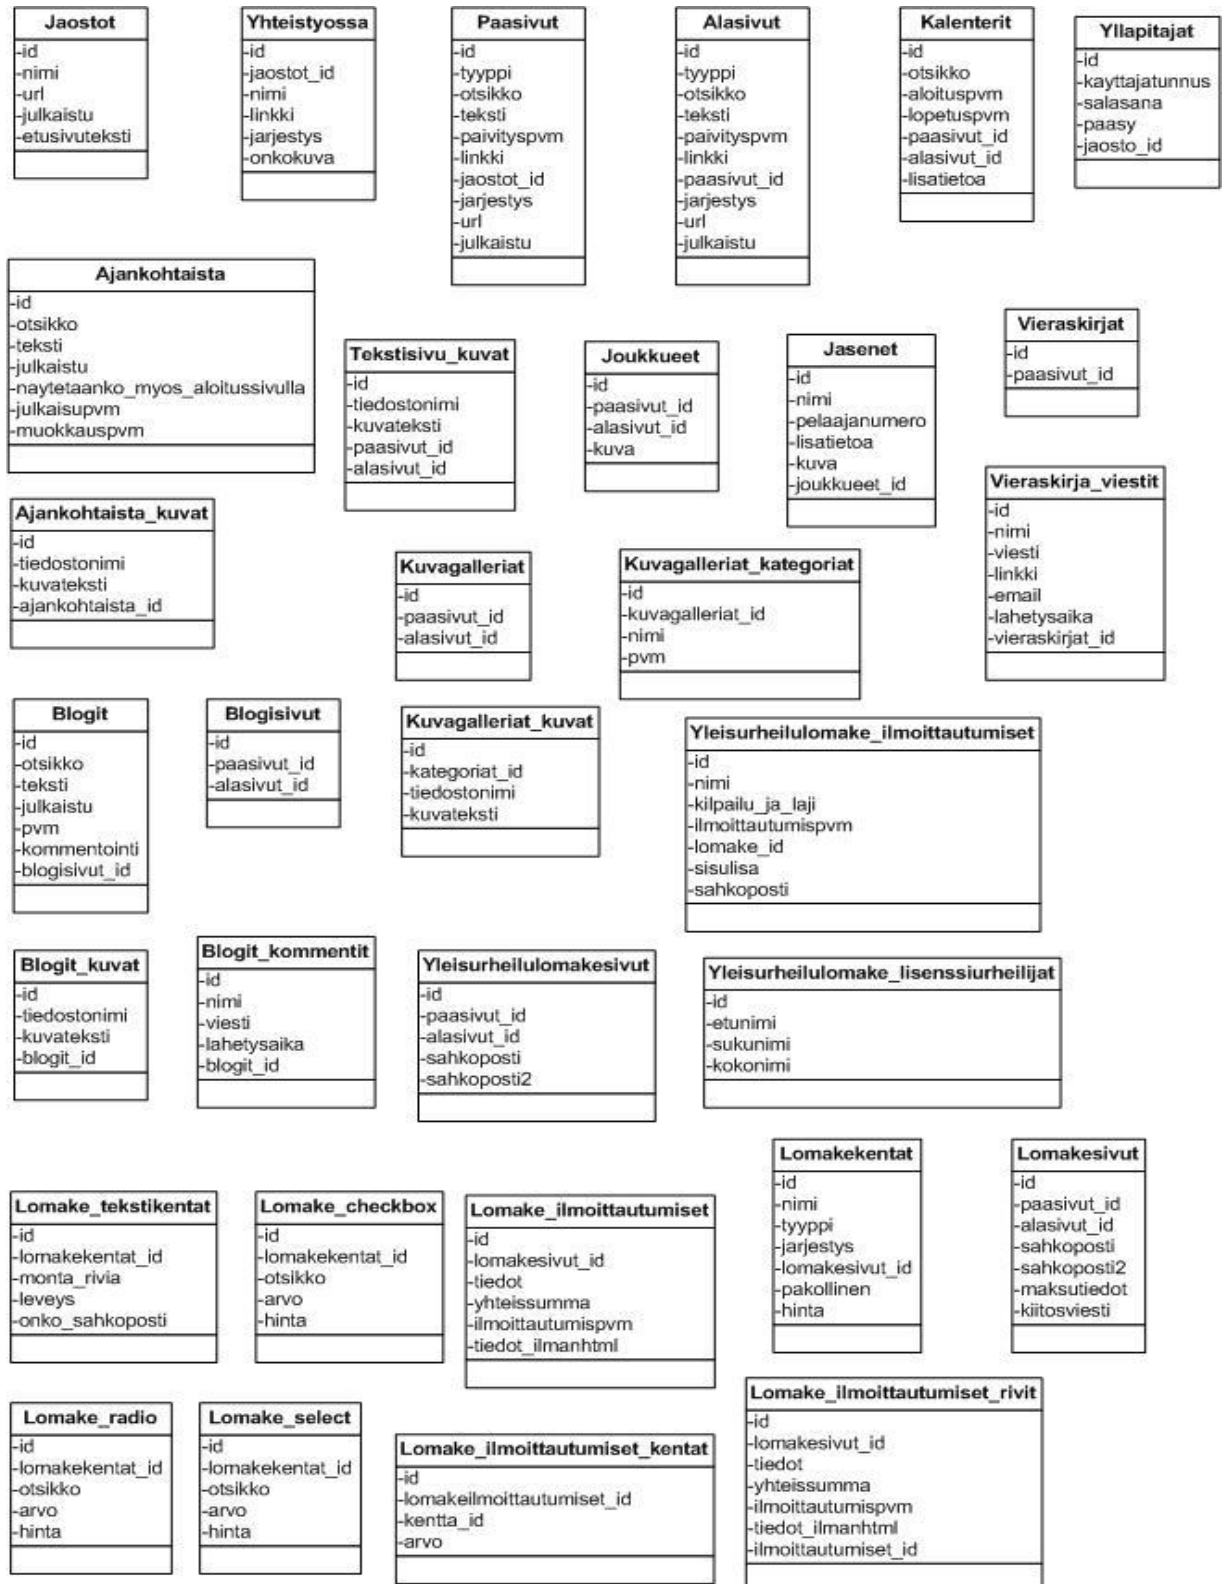 Jaostot
-id
-nimi
-url
-julkaistu
-etusivuteksti
Yhteistyossa
-id
-jaostot_id
-nimi
-linkki
-jarjestys
-onkokuva
Paasivut
-id
-tyyppi
-otsikko
-teksti
-paivityspvm
-linkki
-jaostot_id
-jarjestys
-url
-julkaistu
Alasivut
-id
-tyyppi
-otsikko
-teksti
-paivityspvm
-linkki
-paasivut_id
-jarjestys
-url
-julkaistu
Kalenterit
-id
-otsikko
-aloituspvm
-lopetuspvm
-paasivut_id
-alasivut_id
-lisatietoa
Yllapitajat
-id
-kayttajatunnus
-salasana
-paasy
-jaosto_id
Ajankohtaista
-id
-otsikko
-teksti
-julkaistu
-naytetaanko_myos_aloitussivulla
-julkaisupvm
-muokkauspvm
Tekstisivu_kuvat
-id
-tiedostonimi
-kuvateksti
-paasivut_id
-alasivut_id
Joukkueet
-id
-paasivut_id
-alasivut_id
-kuva
Jasenet
-id
-nimi
-pelaajanumero
-lisatietoa
-kuva
-joukkueet_id
Vieraskirjat
-id
-paasivut_id
Ajankohtaista_kuvat
-id
-tiedostonimi
-kuvateksti
-ajankohtaista_id
Kuvagalleriat
-id
-paasivut_id
-alasivut_id
Kuvagalleriat_kategoriat
-id
-kuvagalleriat_id
-nimi
-pvm
Vieraskirja_viestit
-id
-nimi
-viesti
-linkki
-email
-lahetysaika
-vieraskirjat_id
Blogit
-id
-otsikko
-teksti
-julkaistu
-pvm
-kommentointi
-blogisivut_id
Blogisivut
-id
-paasivut_id
-alasivut_id
Kuvagalleriat_kuvat
-id
-kategoriat_id
-tiedostonimi
-kuvateksti
Yleisurheilulomake_ilmoittautumiset
-id
-nimi
-kilpailu_ja_laji
-ilmoittautumispvm
-lomake_id
-sisulisa
-sahkoposti
Blogit_kuvat
-id
-tiedostonimi
-kuvateksti
-blogit_id
Blogit_kommentit
-id
-nimi
-viesti
-lahetysaika
-blogit_id
Yleisurheilulomakesivut
-id
-paasivut_id
-alasivut_id
-sahkoposti
-sahkoposti2
Yleisurheilulomake_lisenssiurheilijat
-id
-etunimi
-sukunimi
-kokonimi
Lomakekentat
-id
-nimi
-tyyppi
-jarjestys
-lomakesivut_id
-pakollinen
-hinta
Lomakesivut
-id
-paasivut_id
-alasivut_id
-sahkoposti
-sahkoposti2
-maksutiedot
-kiitosviesti
Lomake_tekstikentat
-id
-lomakekentat_id
-monta_rivia
-leveys
-onko_sahkoposti
Lomake_checkbox
-id
-lomakekentat_id
-otsikko
-arvo
-hinta
Lomake_ilmoittautumiset
-id
-lomakesivut_id
-tiedot
-yhteissumma
-ilmoittautumispvm
-tiedot_ilmanhtml
Lomake_radio
-id
-lomakekentat_id
-otsikko
-arvo
-hinta
Lomake_select
-id
-lomakekentat_id
-otsikko
-arvo
-hinta
Lomake_ilmoittautumiset_kentat
-id
-lomakeilmoittautumiset_id
-kentta_id
-arvo
Lomake_ilmoittautumiset_rivit
-id
-lomakesivut_id
-tiedot
-yhteissumma
-ilmoittautumispvm
-tiedot_ilmanhtml
-ilmoittautumiset_id